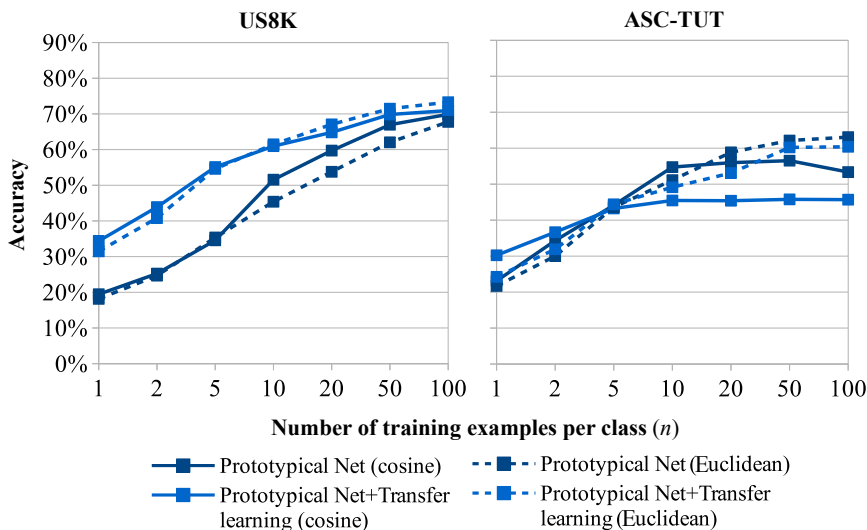 US8K
ASC-TUT
90%
80%
70%
60%
50%
40%
30%
20%
10%
0%
Accuracy
1 2 5 10 20 50 100
1 2 5 10 20 50 100
Number of training examples per class (n)
Prototypical Net (cosine)
Prototypical Net (Euclidean)
Prototypical Net+Transfer
learning (cosine)
Prototypical Net+Transfer
learning (Euclidean)